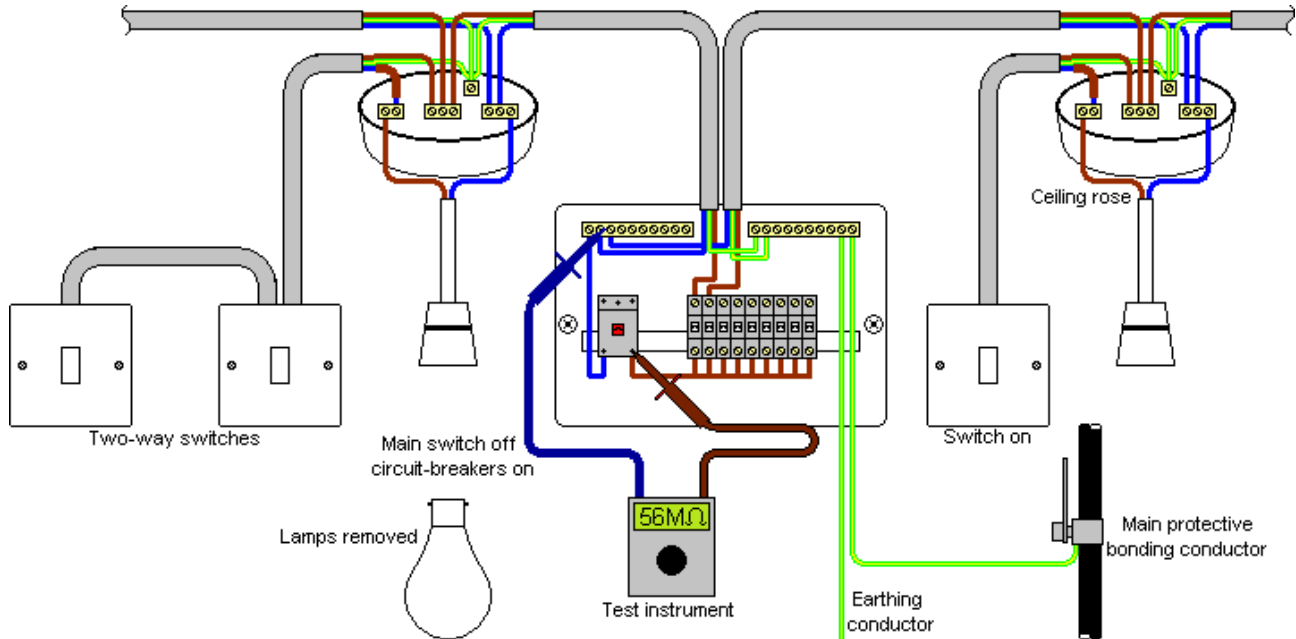 Ceiling rose
Two-way switches
Main switch off
circuit-breakers on
Switch on
Lamps removed
56MΩ
Test instrument
Main protective
bonding conductor
Earthing
conductor